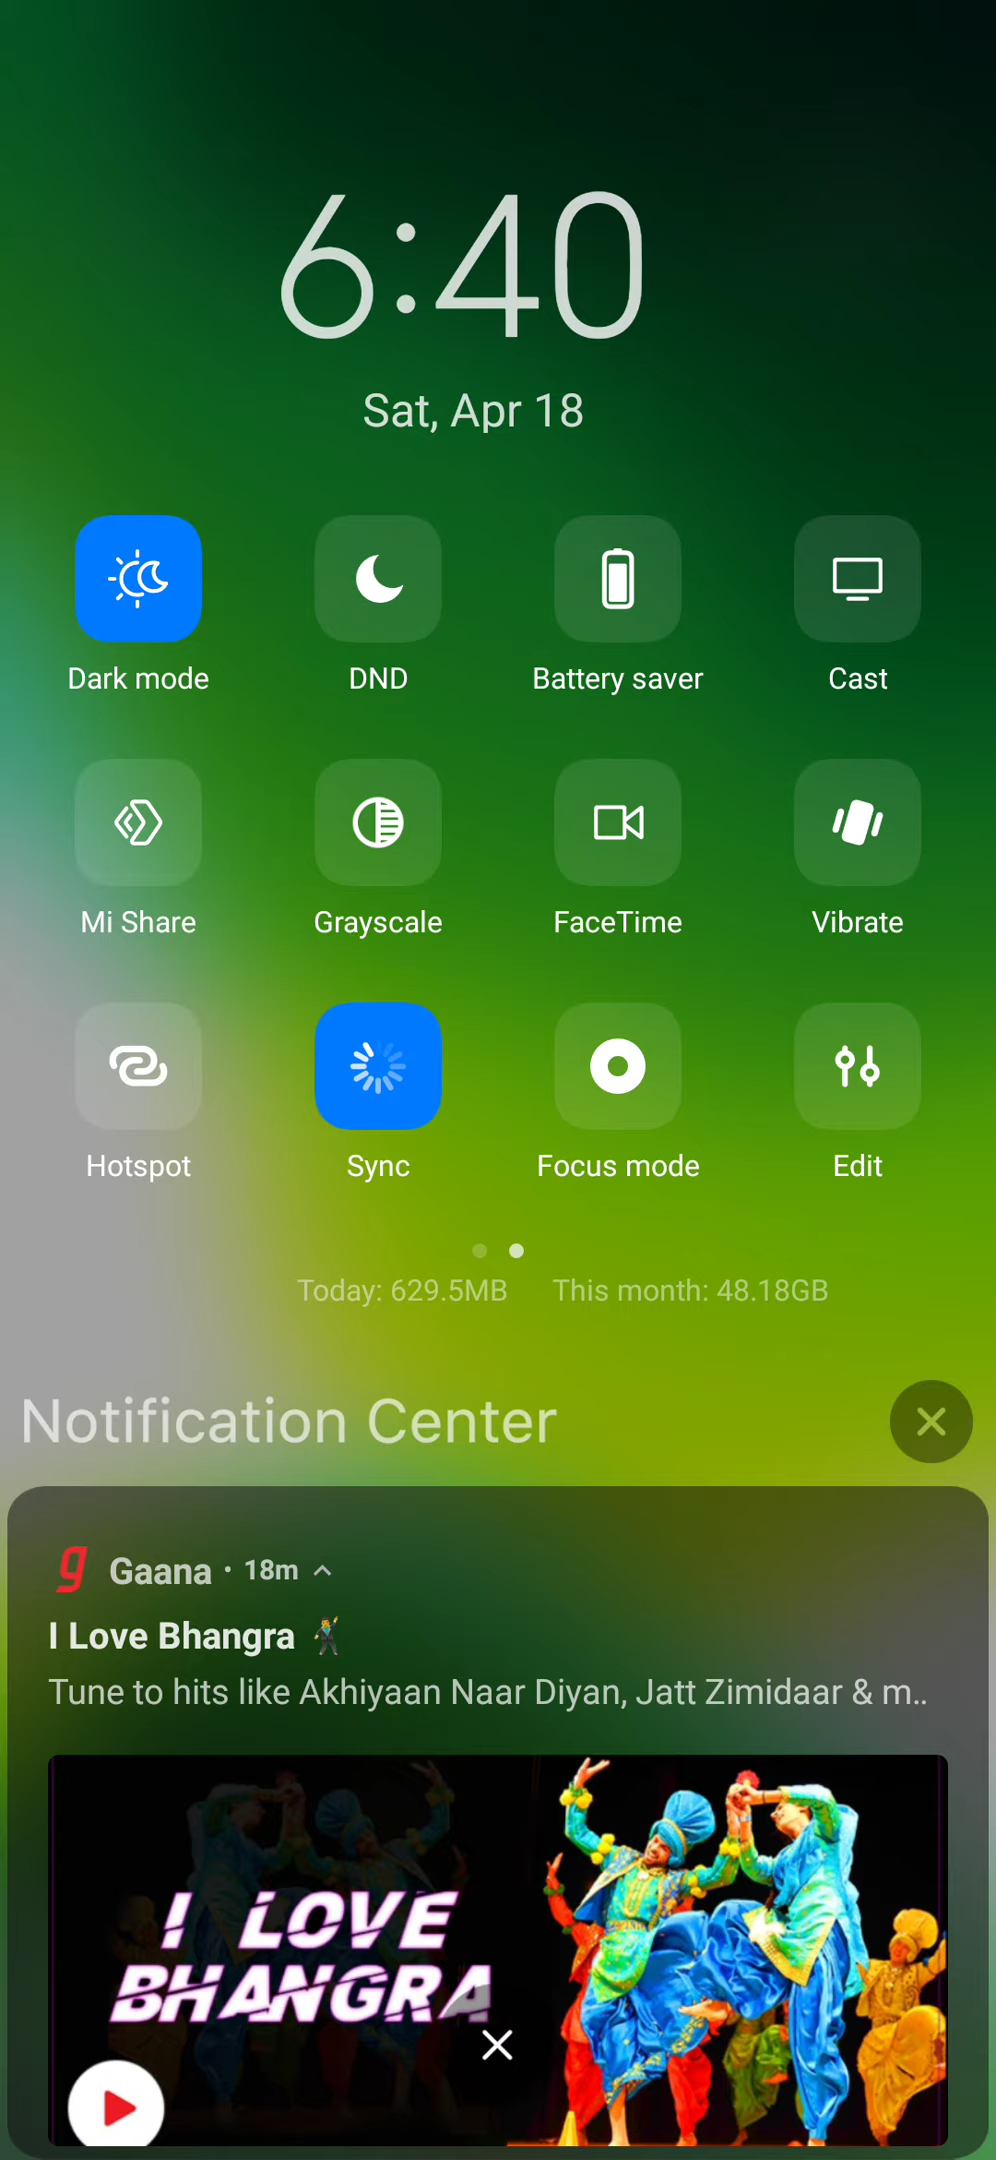 6:40
Sat, Apr 18
Dark mode DND Battery saver Cast
Mi Share Grayscale FaceTime Vibrate
Hotspot Sync Focus mode Edit
Today: 629.5MB This month: 48.18GB
Notification Center
g Gaana · 18m
I Love Bhangra 🕺
Tune to hits like Akhiyaan Naar Diyan, Jatt Zimidaar & m..
I LOVE
BHANGRA